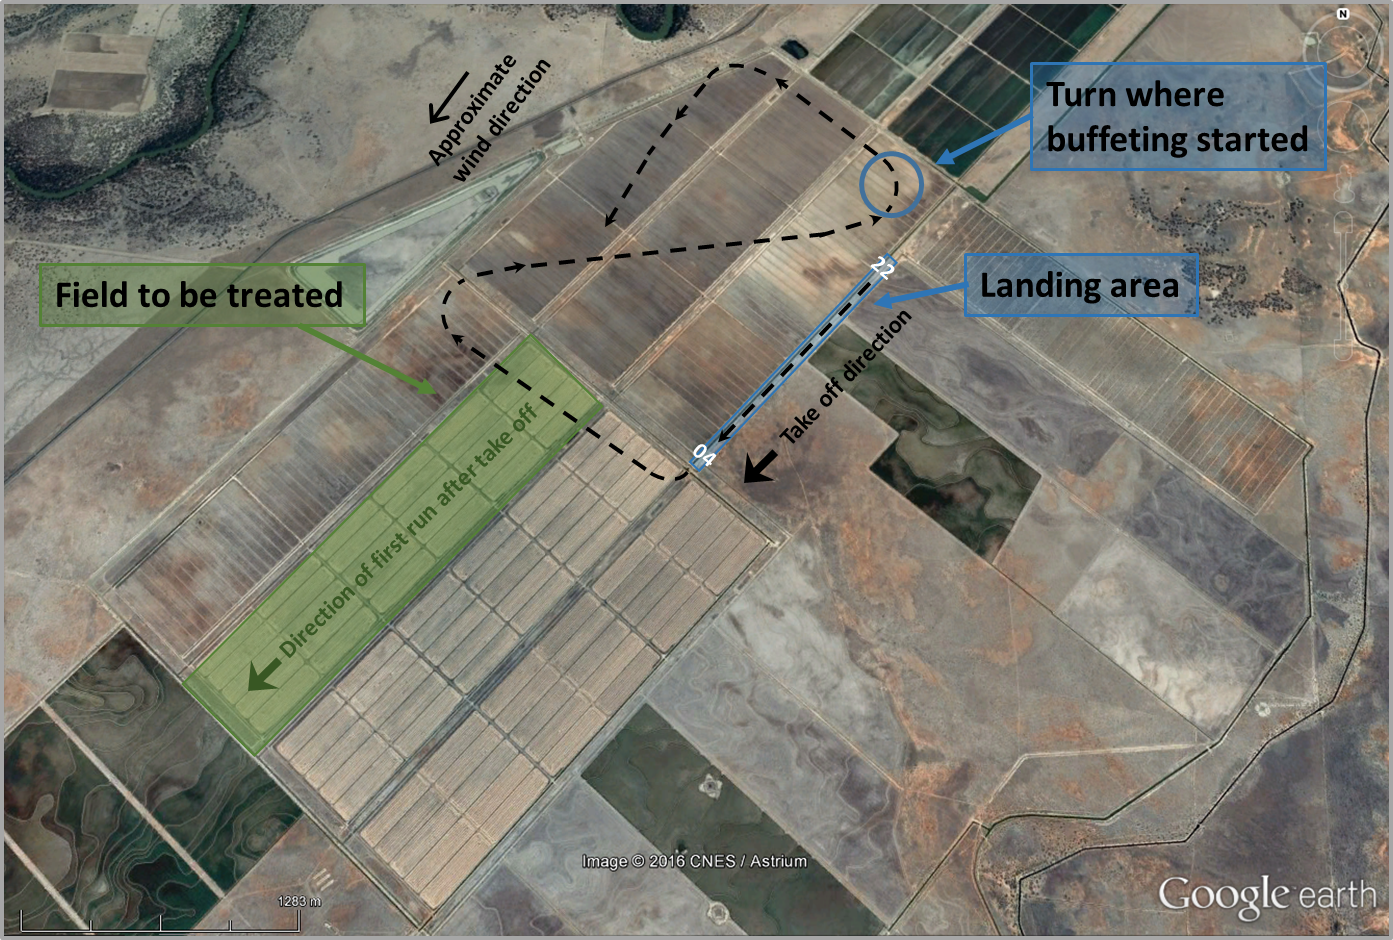 N
Approximate
wind direction
Turn where
buffeting started
Landing area
Field to be treated
22
04
Take off direction
Direction of first run after take off
Image © 2016 CNES / Astrium
1283 m
Google earth